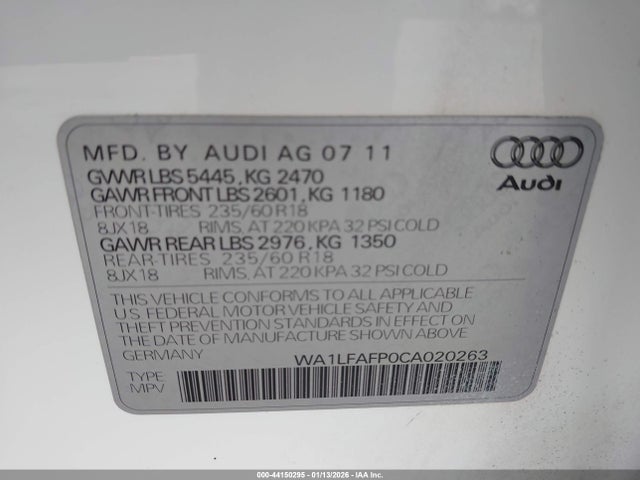 MFD. BY AUDI AG 07 11
GVWR LBS 5445, KG 2470
GAWR FRONT LBS 2601, KG 1180
FRONT-TIRES 235/60 R18
8JX18 RIMS, AT 220 KPA 32 PSI COLD
GAWR REAR LBS 2976, KG 1350
REAR-TIRES 235/60 R18
8JX18 RIMS, AT 220 KPA 32 PSI COLD
Audi
THIS VEHICLE CONFORMS TO ALL APPLICABLE
U.S FEDERAL MOTOR VEHICLE SAFETY AND
THEFT PREVENTION STANDARDS IN EFFECT ON
THE DATE OF MANUFACTURE SHOWN ABOVE
GERMANY WA1LFAFP0CA020263
TYPE
MPV
000-44150295 - 01/13/2026 - IAA Inc.